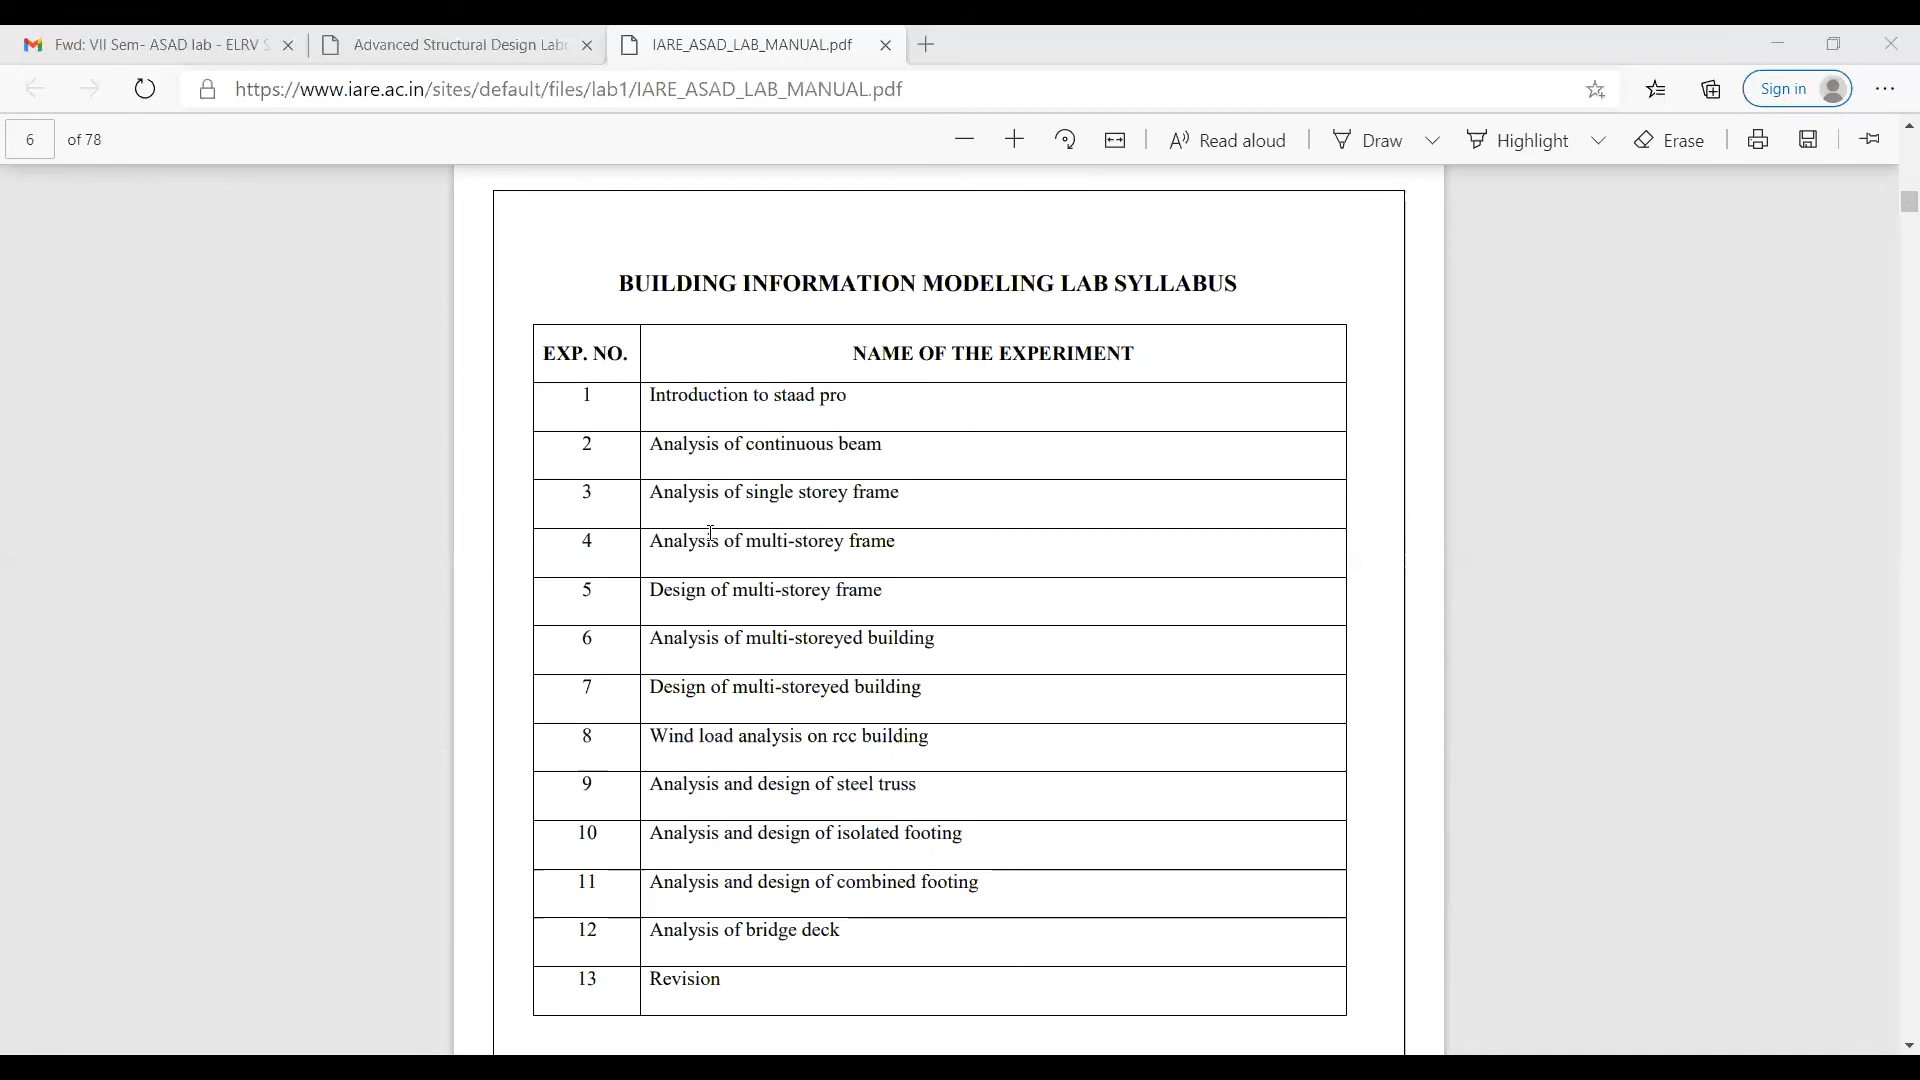 Fwd: VII Sem- ASAD lab - ELRV S
Advanced Structural Design Lab
IARE_ASAD_LAB_MANUAL.pdf
https://www.iare.ac.in/sites/default/files/lab1/IARE_ASAD_LAB_MANUAL.pdf
Sign in
6 of 78
Read aloud
Draw
Highlight
Erase
BUILDING INFORMATION MODELING LAB SYLLABUS
EXP. NO. NAME OF THE EXPERIMENT
1 Introduction to staad pro
2 Analysis of continuous beam
3 Analysis of single storey frame
4 Analysis of multi-storey frame
5 Design of multi-storey frame
6 Analysis of multi-storeyed building
7 Design of multi-storeyed building
8 Wind load analysis on rcc building
9 Analysis and design of steel truss
10 Analysis and design of isolated footing
11 Analysis and design of combined footing
12 Analysis of bridge deck
13 Revision